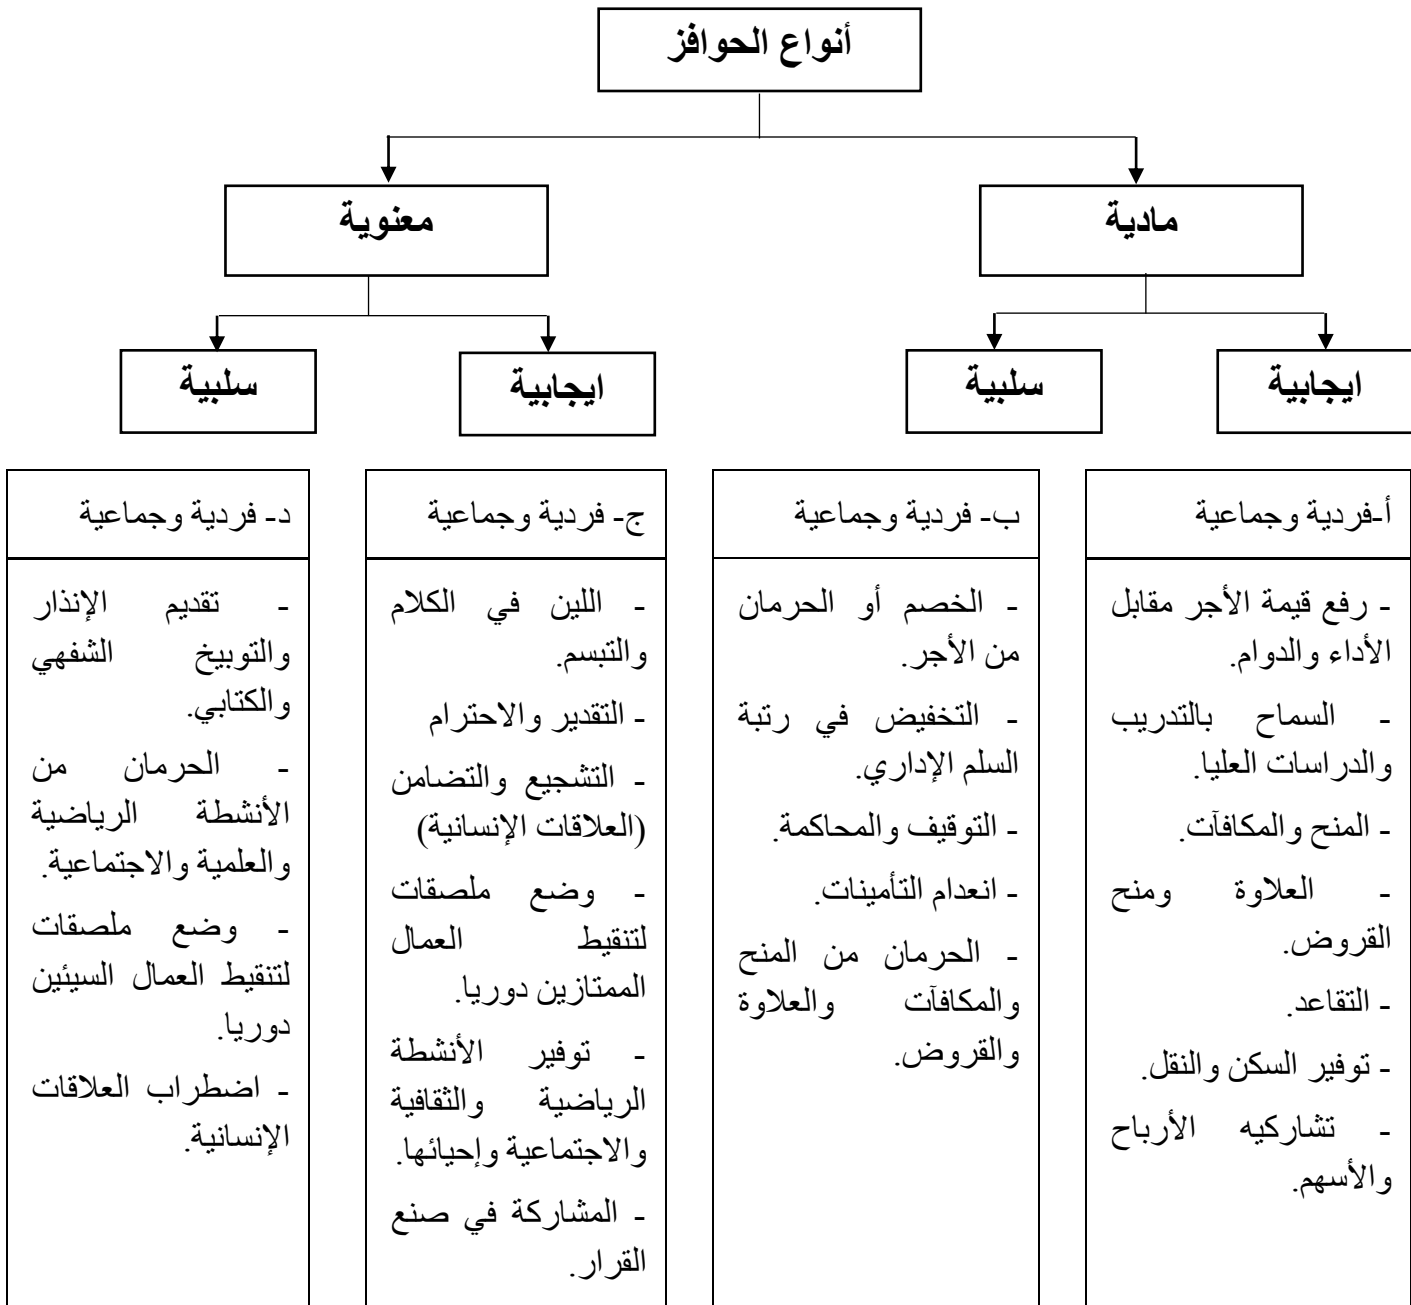 أنواع الحوافز
مادية
معنوية
ايجابية
سلبية
ايجابية
سلبية
أ-فردية وجماعية
- رفع قيمة الأجر مقابل
الأداء والدوام.
- السماح بالتدريب
والدراسات العليا.
- المنح والمكافآت.
- العلاوة ومنح
القروض.
- التقاعد.
- توفير السكن والنقل.
- تشاركيه الأرباح
والأسهم.
ب- فردية وجماعية
- الخصم أو الحرمان
من الأجر.
- التخفيض في رتبة
السلم الإداري.
- التوقيف والمحاكمة.
- انعدام التأمينات.
- الحرمان من المنح
والمكافآت والعلاوة
والقروض.
ج- فردية وجماعية
- اللين في الكلام
والتبسم.
- التقدير والاحترام
- التشجيع والتضامن
(العلاقات الإنسانية)
- وضع ملصقات
لتنقيط العمال
الممتازين دوريا.
- توفير الأنشطة
الرياضية والثقافية
والاجتماعية وإحيائها.
- المشاركة في صنع
القرار.
د- فردية وجماعية
- تقديم الإنذار
والتوبيخ الشفهي
والكتابي.
- الحرمان من
الأنشطة الرياضية
والعلمية والاجتماعية.
- وضع ملصقات
لتنقيط العمال السيئين
دوريا.
- اضطراب العلاقات
الإنسانية.